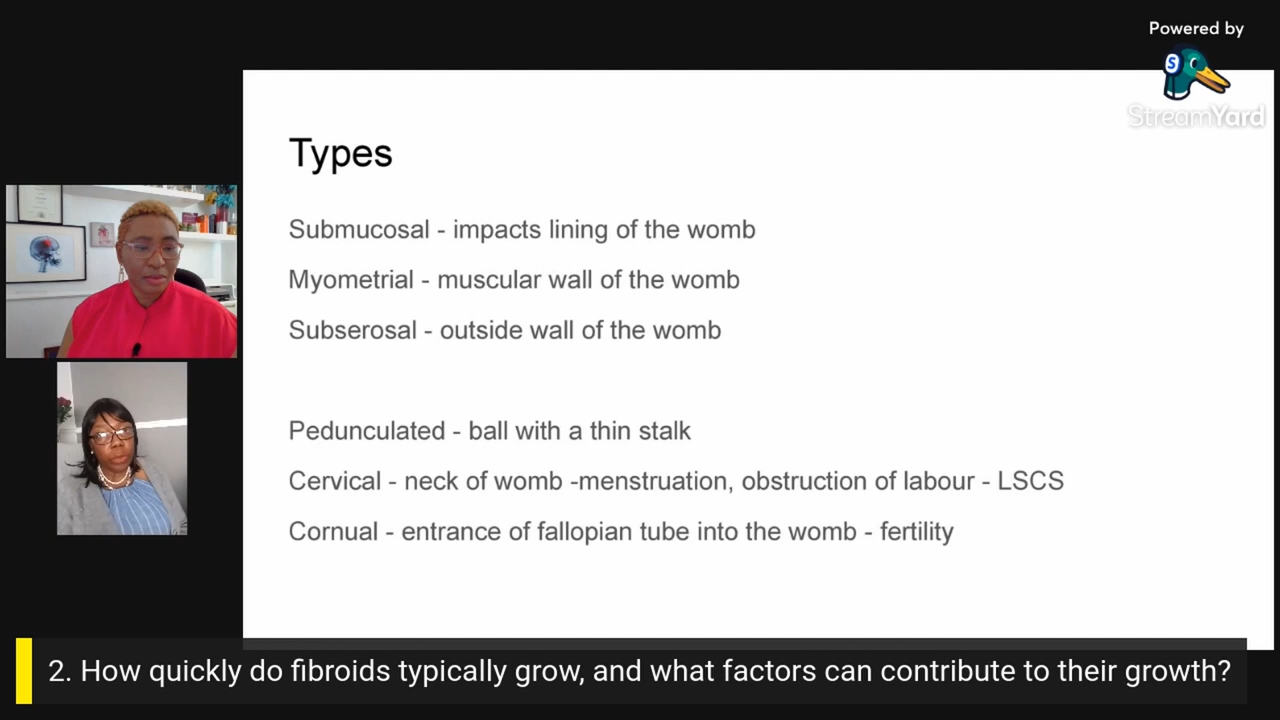 Powered by
StreamYard
Types
Submucosal - impacts lining of the womb
Myometrial - muscular wall of the womb
Subserosal - outside wall of the womb
Pedunculated - ball with a thin stalk
Cervical - neck of womb -menstruation, obstruction of labour - LSCS
Cornual - entrance of fallopian tube into the womb - fertility
2. How quickly do fibroids typically grow, and what factors can contribute to their growth?